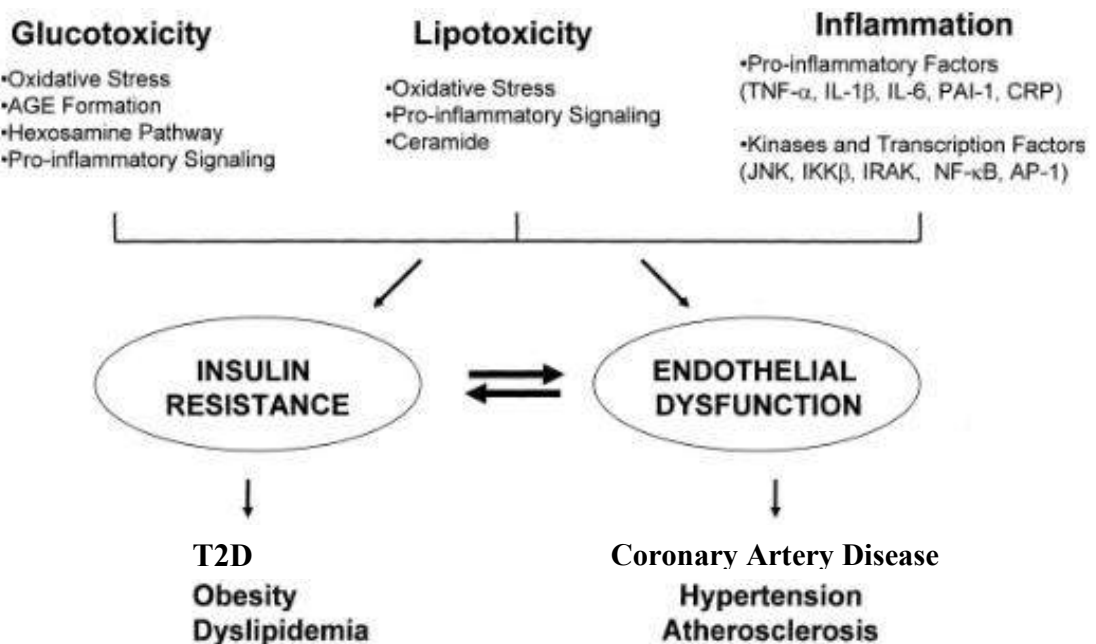 Glucotoxicity
•Oxidative Stress
•AGE Formation
•Hexosamine Pathway
•Pro-inflammatory Signaling
Lipotoxicity
•Oxidative Stress
•Pro-inflammatory Signaling
•Ceramide
Inflammation
•Pro-inflammatory Factors
(TNF-α, IL-1β, IL-6, PAI-1, CRP)
•Kinases and Transcription Factors
(JNK, IKKβ, IRAK, NF-κB, AP-1)
INSULIN
RESISTANCE
ENDOTHELIAL
DYSFUNCTION
T2D
Obesity
Dyslipidemia
Coronary Artery Disease
Hypertension
Atherosclerosis